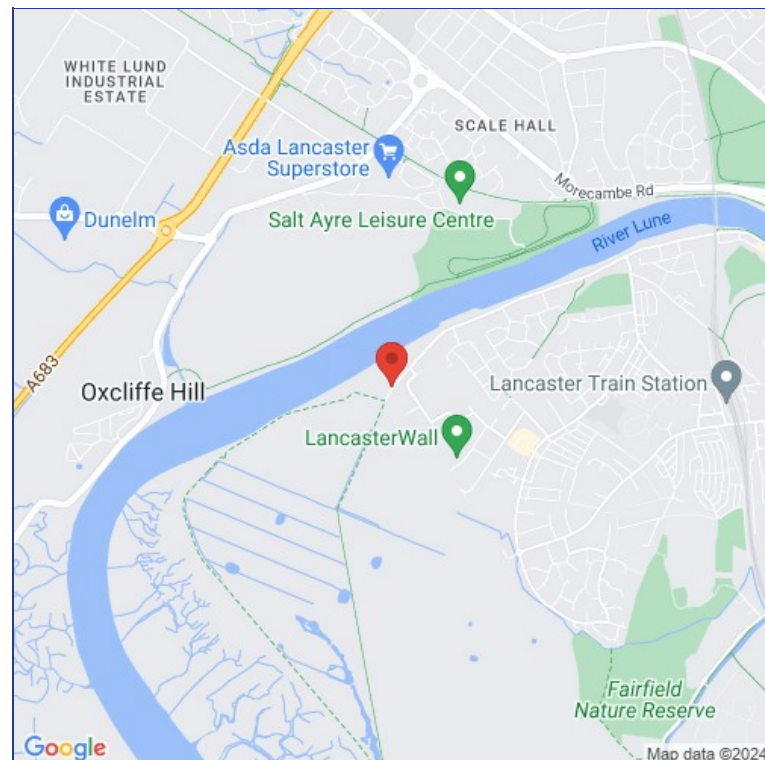 WHITE LUND
INDUSTRIAL
ESTATE
SCALE HALL
Asda Lancaster
Superstore
Morecambe Rd
Dunelm
Salt Ayre Leisure Centre
River Lune
A683
Oxcliffe Hill
Lancaster Train Station
LancasterWall
Fairfield
Nature Reserve
Google
Map data ©2024